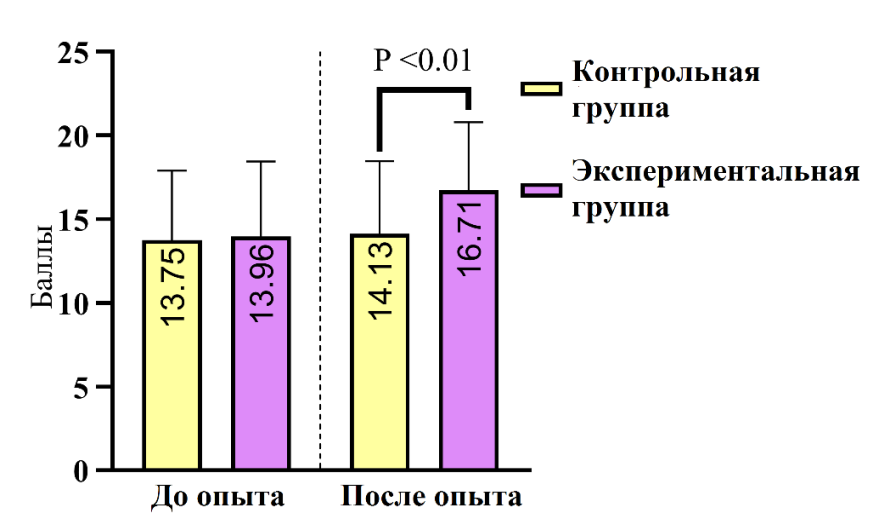 P <0.01
Контрольная
группа
Экспериментальная
группа
Баллы
25
20
15
10
5
0
13.75
13.96
14.13
16.71
До опыта
После опыта